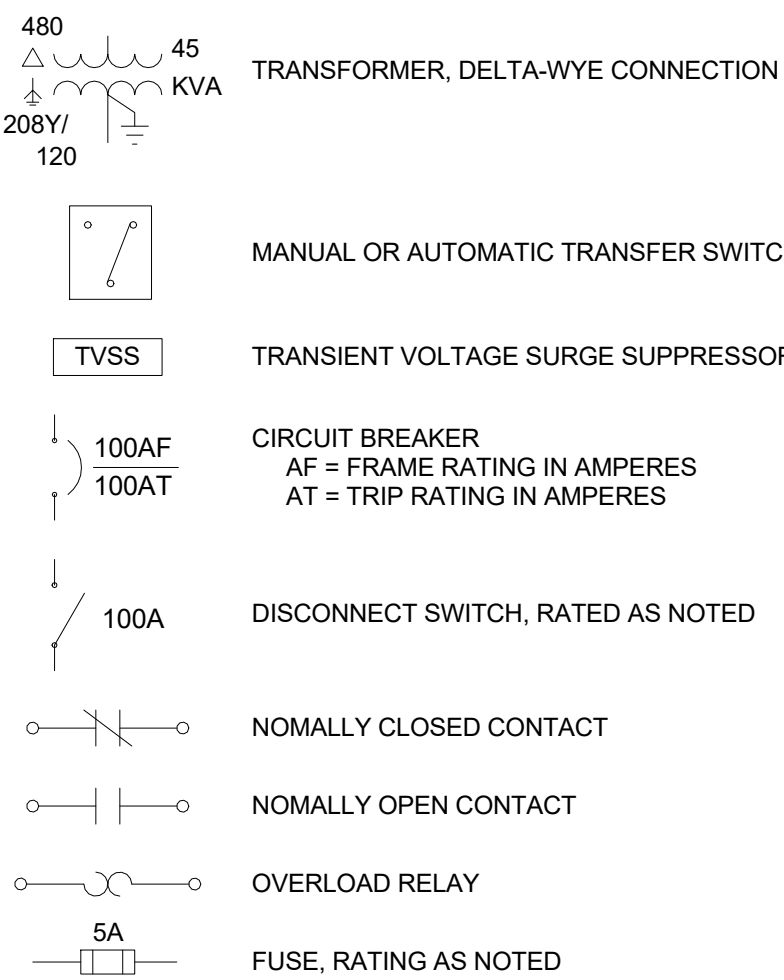 480
45
KVA
208Y/
120
TRANSFORMER, DELTA-WYE CONNECTION
MANUAL OR AUTOMATIC TRANSFER SWITC
TVSS
TRANSIENT VOLTAGE SURGE SUPPRESSOR
100AF
100AT
CIRCUIT BREAKER
AF = FRAME RATING IN AMPERES
AT = TRIP RATING IN AMPERES
100A
DISCONNECT SWITCH, RATED AS NOTED
NOMALLY CLOSED CONTACT
NOMALLY OPEN CONTACT
OVERLOAD RELAY
5A
FUSE, RATING AS NOTED